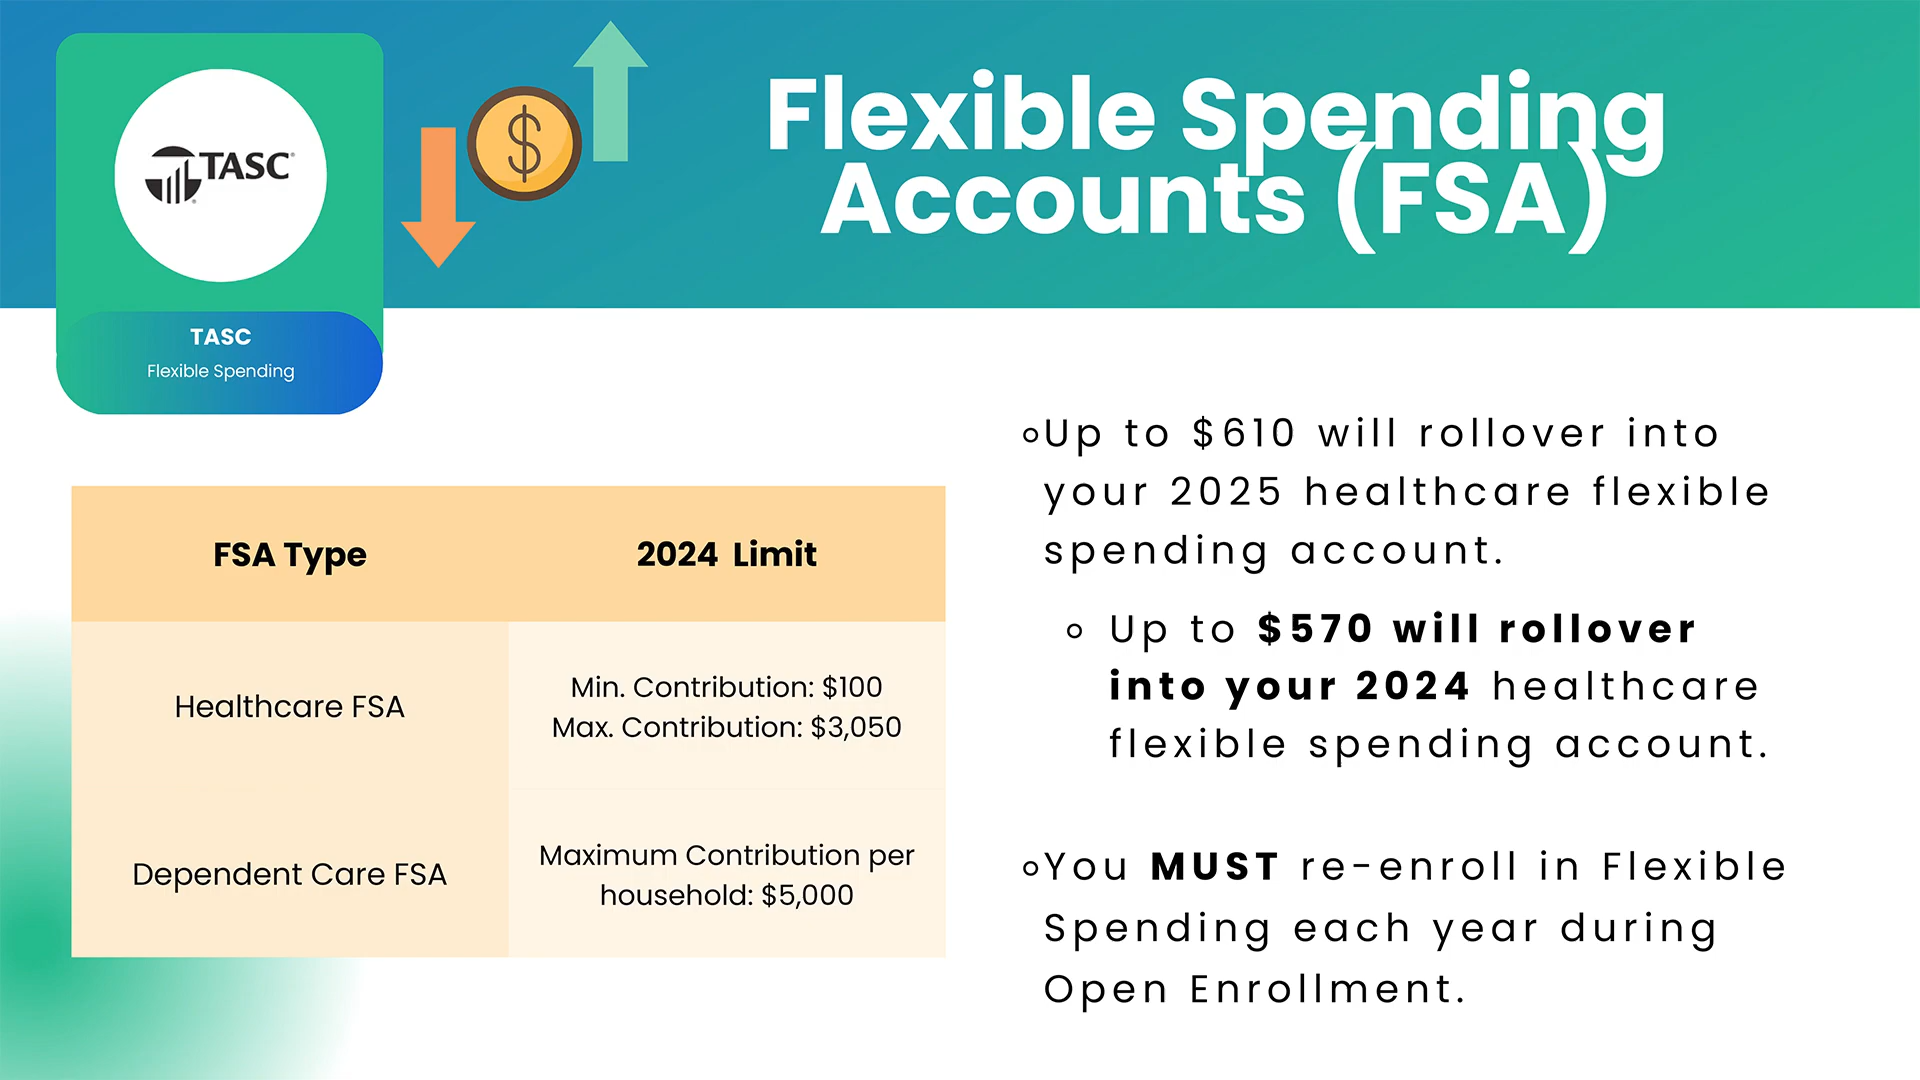 TASC
Flexible Spending
Accounts (FSA)
TASC
Flexible Spending
FSA Type
2024 Limit
Healthcare FSA
Min. Contribution: $100
Max. Contribution: $3,050
Dependent Care FSA
Maximum Contribution per
household: $5,000
Up to $610 will rollover into
your 2025 healthcare flexible
spending account.
Up to $570 will rollover
into your 2024 healthcare
flexible spending account.
You MUST re-enroll in Flexible
Spending each year during
Open Enrollment.